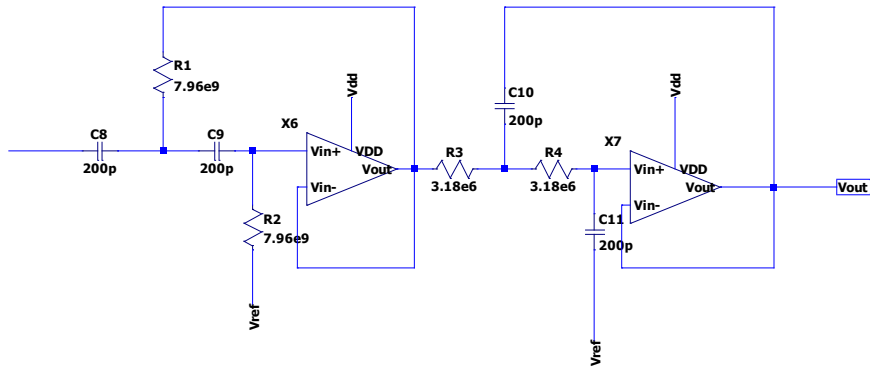 R1
7.96e9
C8
200p
C9
200p
R2
7.96e9
Vref
X6
Vdd
Vin+
VDD
Vout
Vin-
R3
3.18e6
C10
200p
R4
3.18e6
C11
200p
Vref
X7
Vdd
Vin+
VDD
Vout
Vin-
Vout